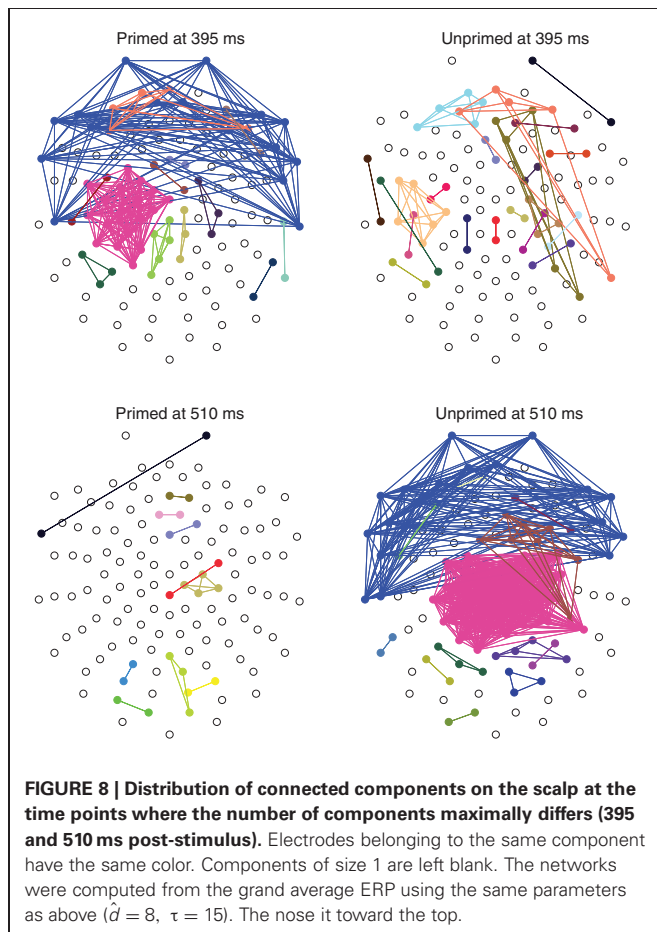 Primed at 395 ms
Unprimed at 395 ms
Primed at 510 ms
Unprimed at 510 ms
FIGURE 8 | Distribution of connected components on the scalp at the
time points where the number of components maximally differs (395
and 510 ms post-stimulus). Electrodes belonging to the same component
have the same color. Components of size 1 are left blank. The networks
were computed from the grand average ERP using the same parameters
as above (d̂ = 8, τ = 15). The nose it toward the top.